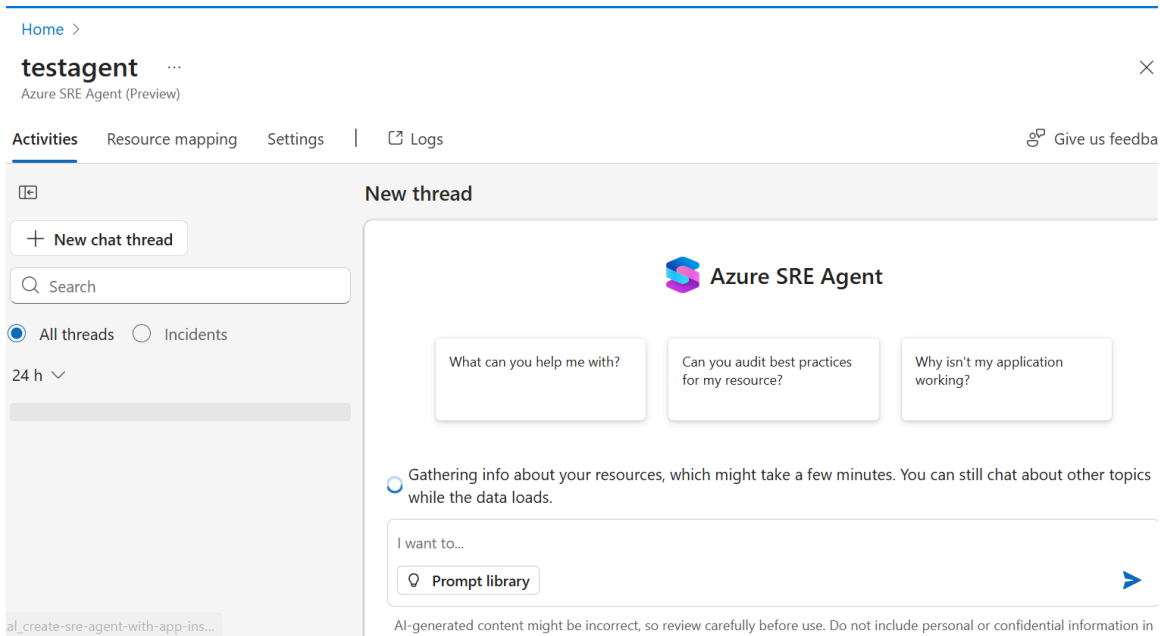 Home
testagent ...
Azure SRE Agent (Preview)
Activities Resource mapping Settings Logs Give us feedba
New thread
New chat thread
Search
All threads Incidents
24 h
Azure SRE Agent
What can you help me with?
Can you audit best practices
for my resource?
Why isn't my application
working?
Gathering info about your resources, which might take a few minutes. You can still chat about other topics
while the data loads.
I want to...
Prompt library
al_create-sre-agent-with-app-ins...
AI-generated content might be incorrect, so review carefully before use. Do not include personal or confidential information in